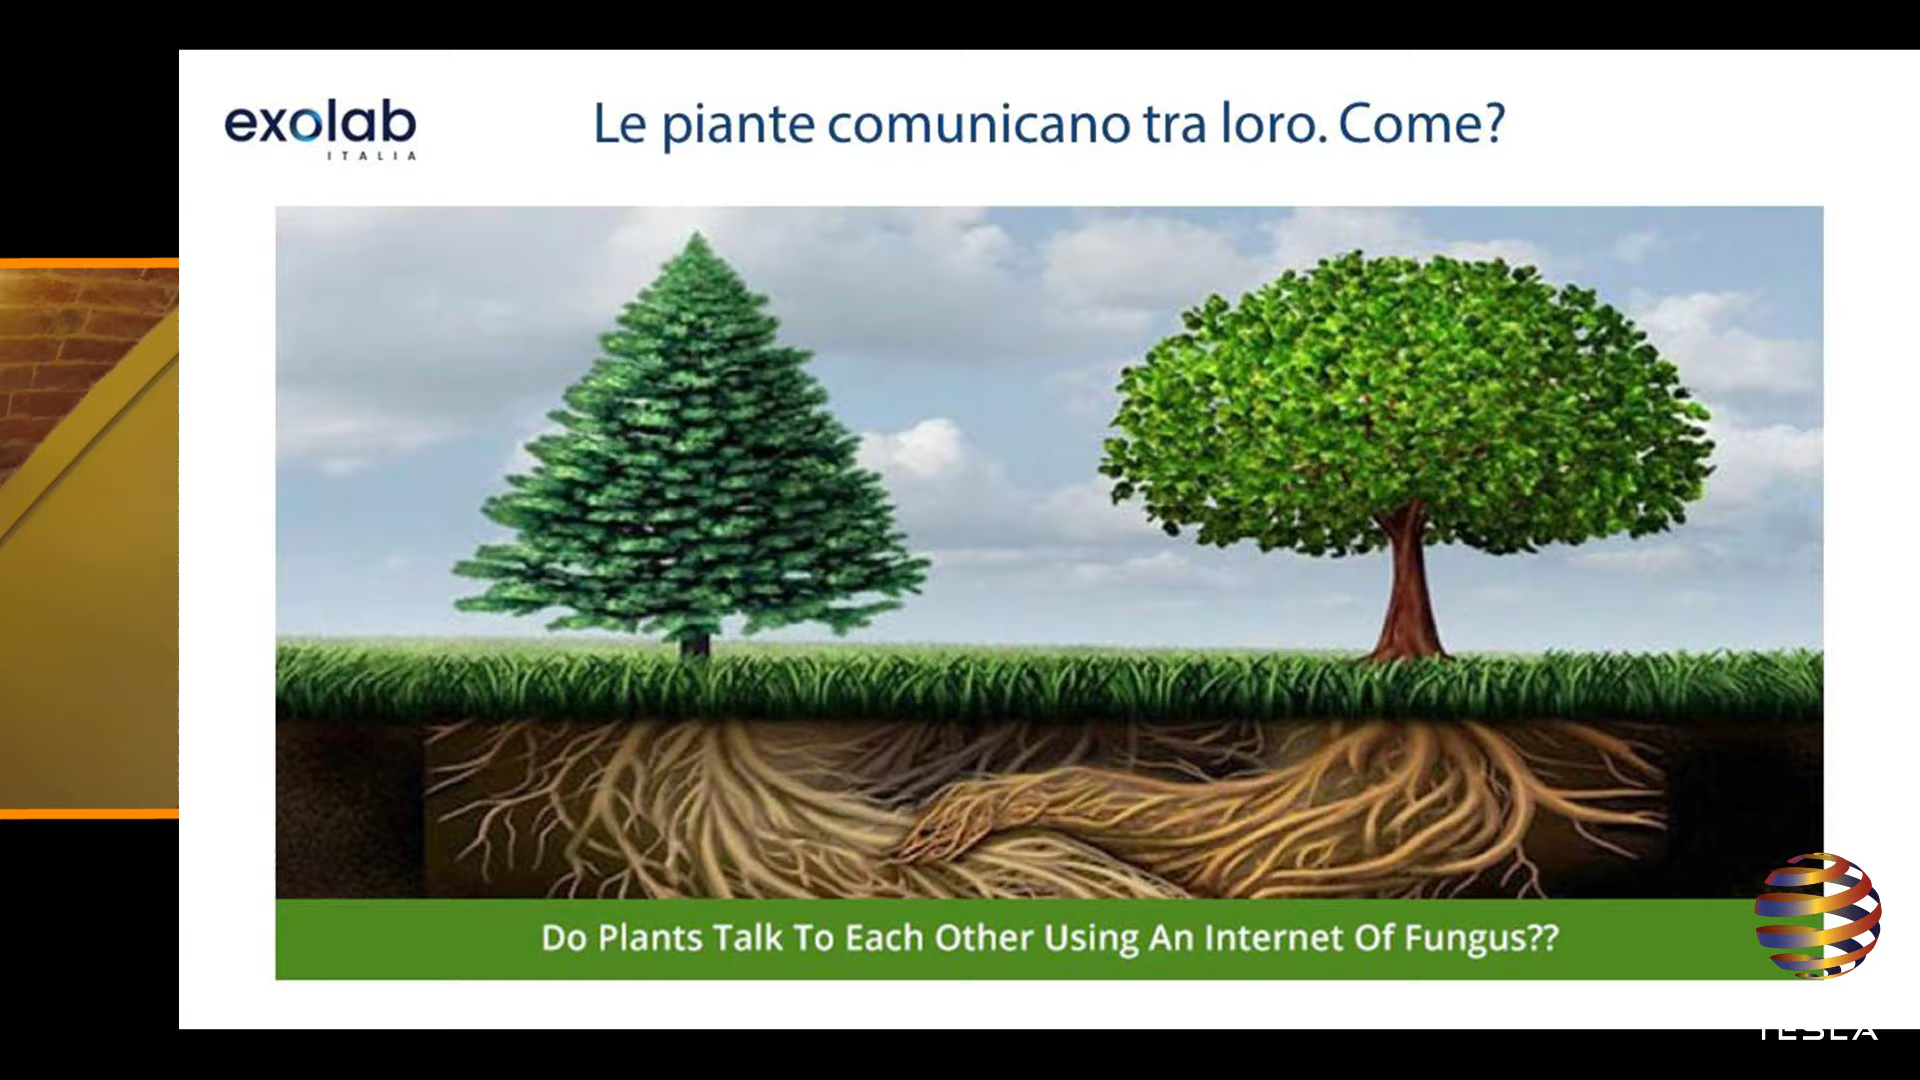 exolab
ITALIA
Le piante comunicano tra loro. Come?
Do Plants Talk To Each Other Using An Internet Of Fungus??
TESLA